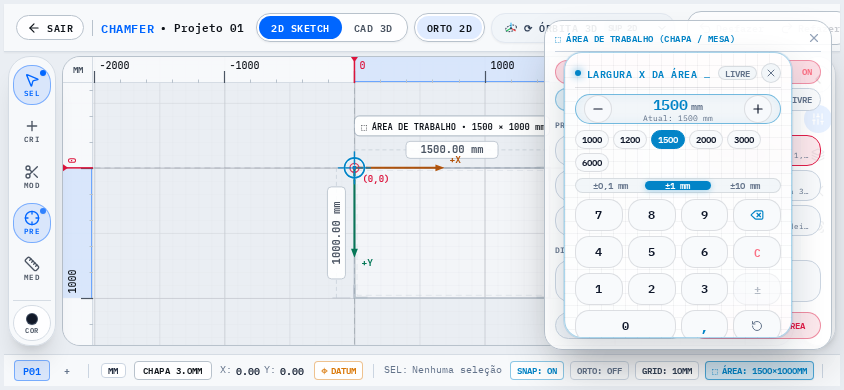 SAIR
CHAMFER • Projeto 01
2D SKETCH
CAD 3D
ORTO 2D
SEL
CRI
MOD
PRE
MED
COR
MM
-2000
-1000
0
1000
0
1000
⬚ ÁREA DE TRABALHO • 1500 × 1000 mm
1500.00 mm
+X
(0,0)
1000.00 mm
+Y
⬚ ÁREA DE TRABALHO (CHAPA / MESA)
ON
LARGURA X DA ÁREA …
LIVRE
1500 mm
Atual: 1500 mm
1000
1200
1500
2000
3000
6000
±0,1 mm
±1 mm
±10 mm
7
8
9
4
5
6
C
1
2
3
±
0
,
P01
+
MM
CHAPA 3.0MM
X: 0.00 Y: 0.00
DATUM
SEL: Nenhuma seleção
SNAP: ON
ORTO: OFF
GRID: 10MM
⬚ ÁREA: 1500×1000MM